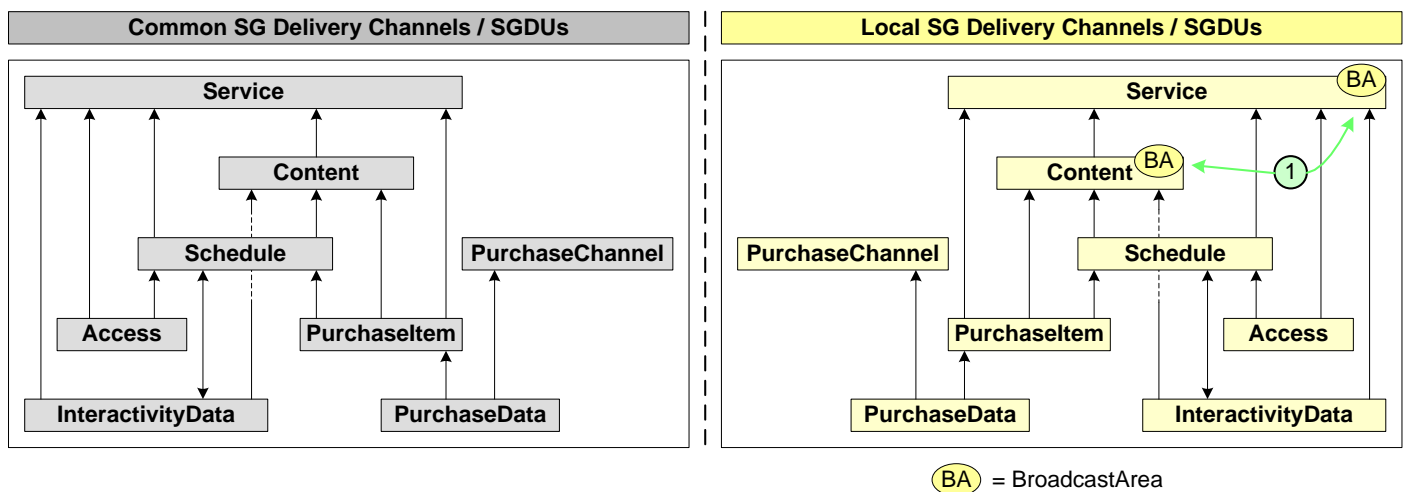 Common SG Delivery Channels / SGDUs
Local SG Delivery Channels / SGDUs
Service
Content
Schedule
PurchaseChannel
Access
PurchaseItem
InteractivityData
PurchaseData
BA
Service
BA
Content
1
PurchaseChannel
Schedule
PurchaseItem
Access
PurchaseData
InteractivityData
BA = BroadcastArea